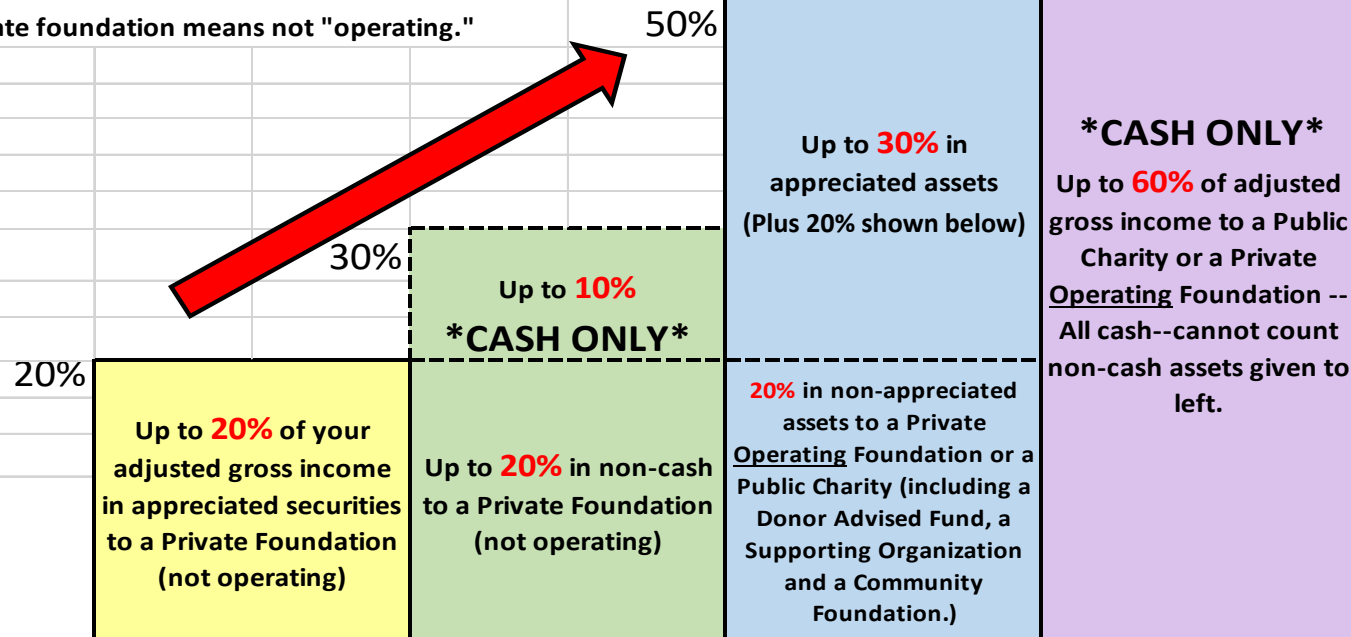 foundation means not "operating."
50%
30%
20%
Up to 20% of your
adjusted gross income
in appreciated securities
to a Private Foundation
(not operating)
Up to 10%
*CASH ONLY*
Up to 20% in non-cash
to a Private Foundation
(not operating)
Up to 30% in
appreciated assets
(Plus 20% shown below)
20% in non-appreciated
assets to a Private
Operating Foundation or a
Public Charity (including a
Donor Advised Fund, a
Supporting Organization
and a Community
Foundation.)
*CASH ONLY*
Up to 60% of adjusted
gross income to a Public
Charity or a Private
Operating Foundation --
All cash--cannot count
non-cash assets given to
left.